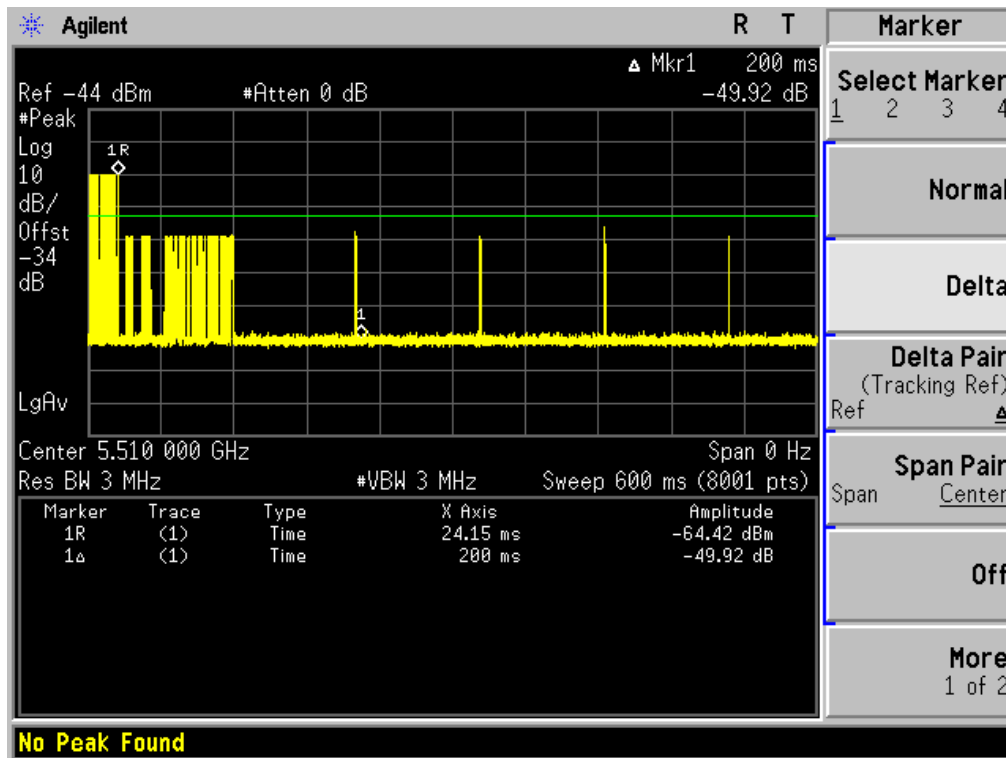 Agilent R T Marker
Δ Mkr1 200 ms
Ref -44 dBm #Atten 0 dB -49.92 dB
#Peak
Log
10
dB/
Offst
-34
dB
1R
1
LgAv
Center 5.510 000 GHz Span 0 Hz
Res BW 3 MHz #VBW 3 MHz Sweep 600 ms (8001 pts)
Marker Trace Type X Axis Amplitude
1R (1) Time 24.15 ms -64.42 dBm
1Δ (1) Time 200 ms -49.92 dB
No Peak Found
Select Marker
1 2 3 4
Normal
Delta
Delta Pair
(Tracking Ref)
Ref Δ
Span Pair
Span Center
Off
More
1 of 2